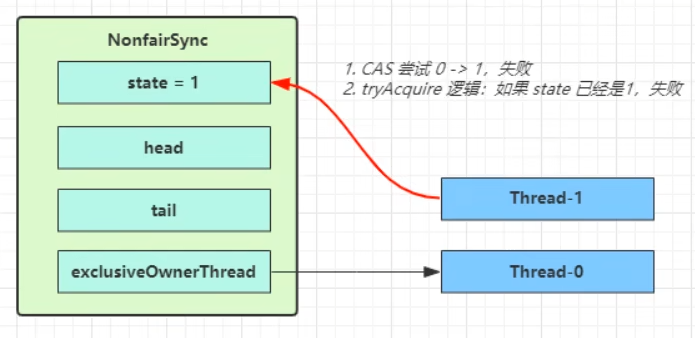 NonfairSync
state = 1
head
tail
exclusiveOwnerThread
1. CAS 尝试 0 -> 1，失败
2. tryAcquire 逻辑：如果 state 已经是1，失败
Thread-1
Thread-0